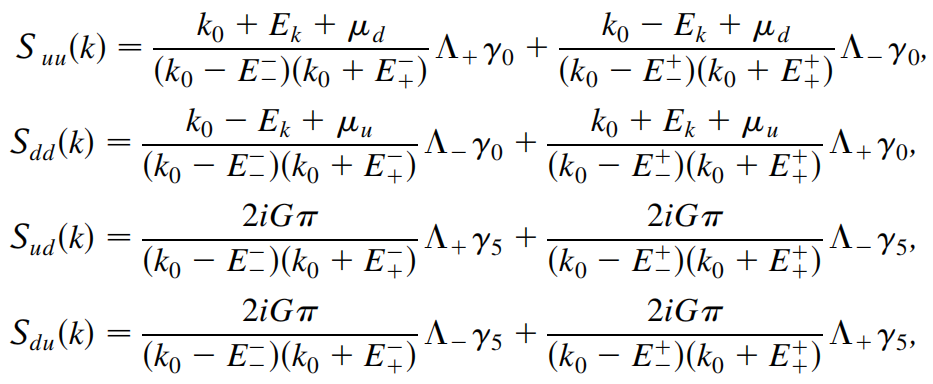 S_{uu}(k) = \frac{k_0 + E_k + \mu_d}{(k_0 - E_-^-)(k_0 + E_+^-)} \Lambda_+ \gamma_0 + \frac{k_0 - E_k + \mu_d}{(k_0 - E_-^+)(k_0 + E_+^+)} \Lambda_- \gamma_0,
S_{dd}(k) = \frac{k_0 - E_k + \mu_u}{(k_0 - E_-^-)(k_0 + E_+^-)} \Lambda_- \gamma_0 + \frac{k_0 + E_k + \mu_u}{(k_0 - E_-^+)(k_0 + E_+^+)} \Lambda_+ \gamma_0,
S_{ud}(k) = \frac{2iG\pi}{(k_0 - E_-^-)(k_0 + E_+^-)} \Lambda_+ \gamma_5 + \frac{2iG\pi}{(k_0 - E_-^+)(k_0 + E_+^+)} \Lambda_- \gamma_5,
S_{du}(k) = \frac{2iG\pi}{(k_0 - E_-^-)(k_0 + E_+^-)} \Lambda_- \gamma_5 + \frac{2iG\pi}{(k_0 - E_-^+)(k_0 + E_+^+)} \Lambda_+ \gamma_5,